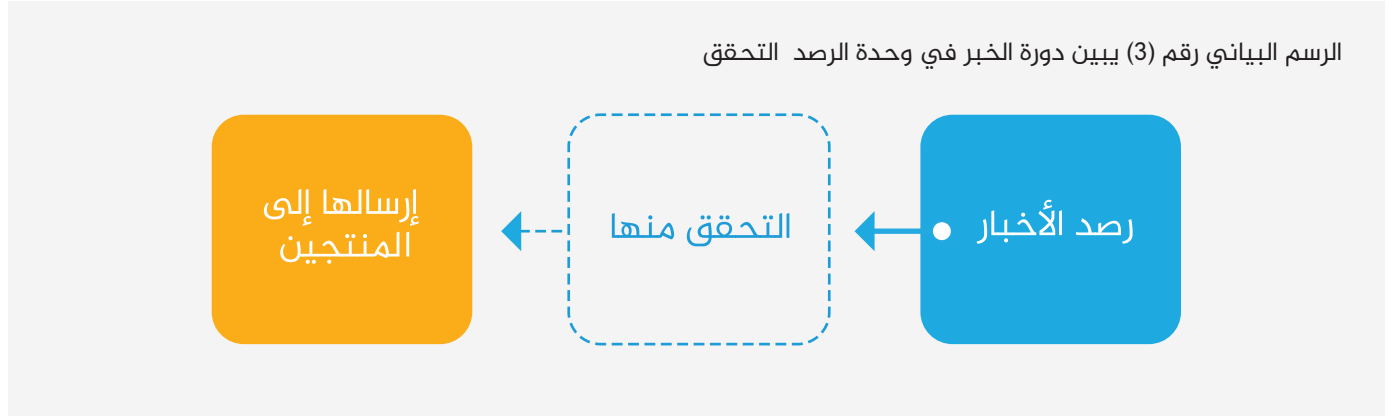 الرسم البياني رقم (3) يبين دورة الخبر في وحدة الرصد  التحقق
رصد الأخبار
التحقق منها
إرسالها إلى
المنتجين